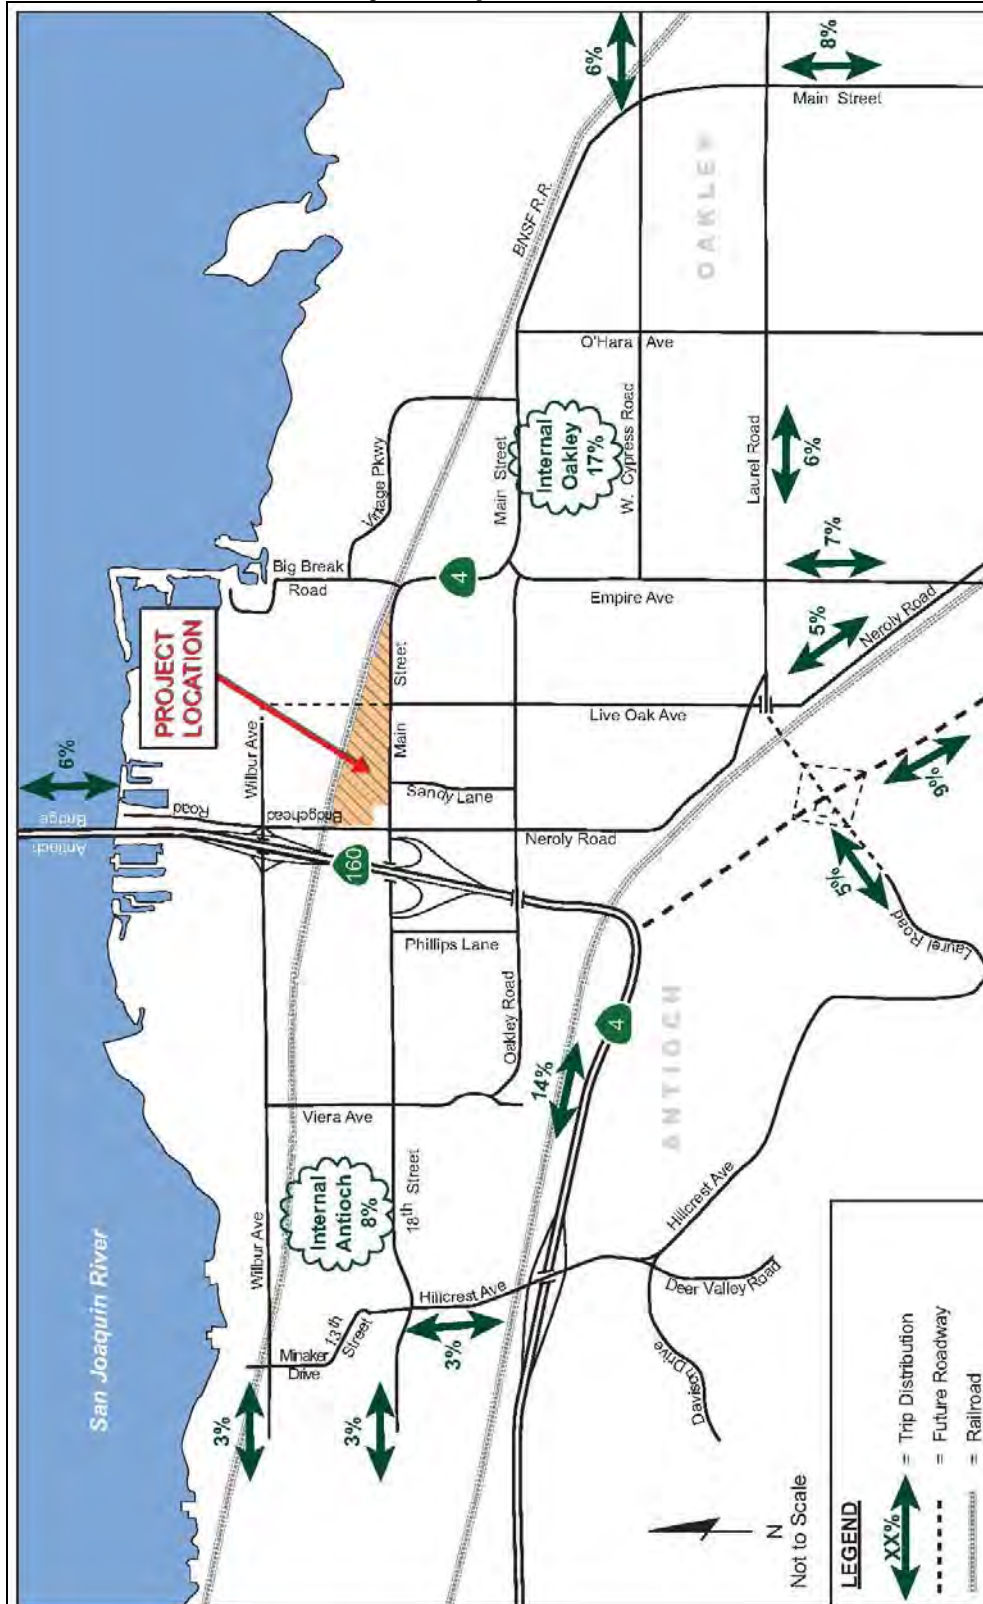 6%
8%
Main Street
OAKLEY
BNSF R.R.
O'Hara Ave
Internal
Oakley
17%
Main Street
W. Cypress Road
Laurel Road
6%
Vintage Pkwy
Big Break
Road
4
Empire Ave
7%
5%
Neroly Road
PROJECT
LOCATION
Main Street
Live Oak Ave
6%
Wilbur Ave
Sandy Lane
Bridgehead
Road
Neroly Road
9%
5%
Laurel Road
Antioch
Bridge
160
Phillips Lane
Oakley Road
4
ANTIOCH
14%
Viera Ave
San Joaquin River
Internal
Antioch
8%
18th Street
Wilbur Ave
Hillcrest Ave
Hillcrest Ave
Deer Valley Road
Davison Drive
13th
Street
Minaker
Drive
3%
3%
3%
N
Not to Scale
LEGEND
XX% = Trip Distribution
= Future Roadway
= Railroad